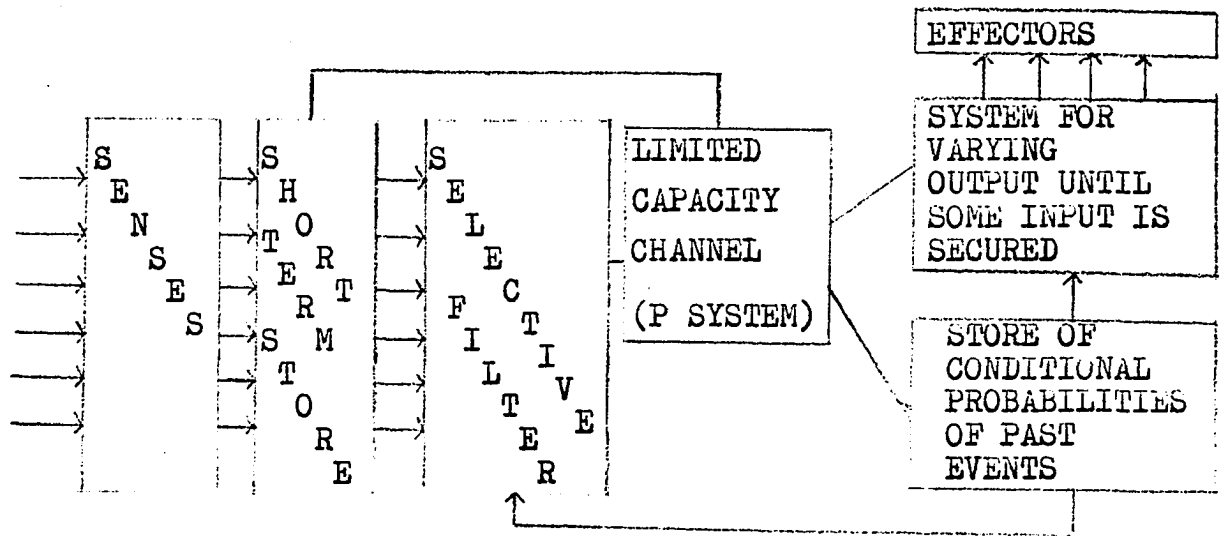 SENSES
SHORT
TERM
STORE
SELECTIVE
FILTER
LIMITED
CAPACITY
CHANNEL
(P SYSTEM)
EFFECTORS
SYSTEM FOR
VARYING
OUTPUT UNTIL
SOME INPUT IS
SECURED
STORE OF
CONDITIONAL
PROBABILITIES
OF PAST
EVENTS